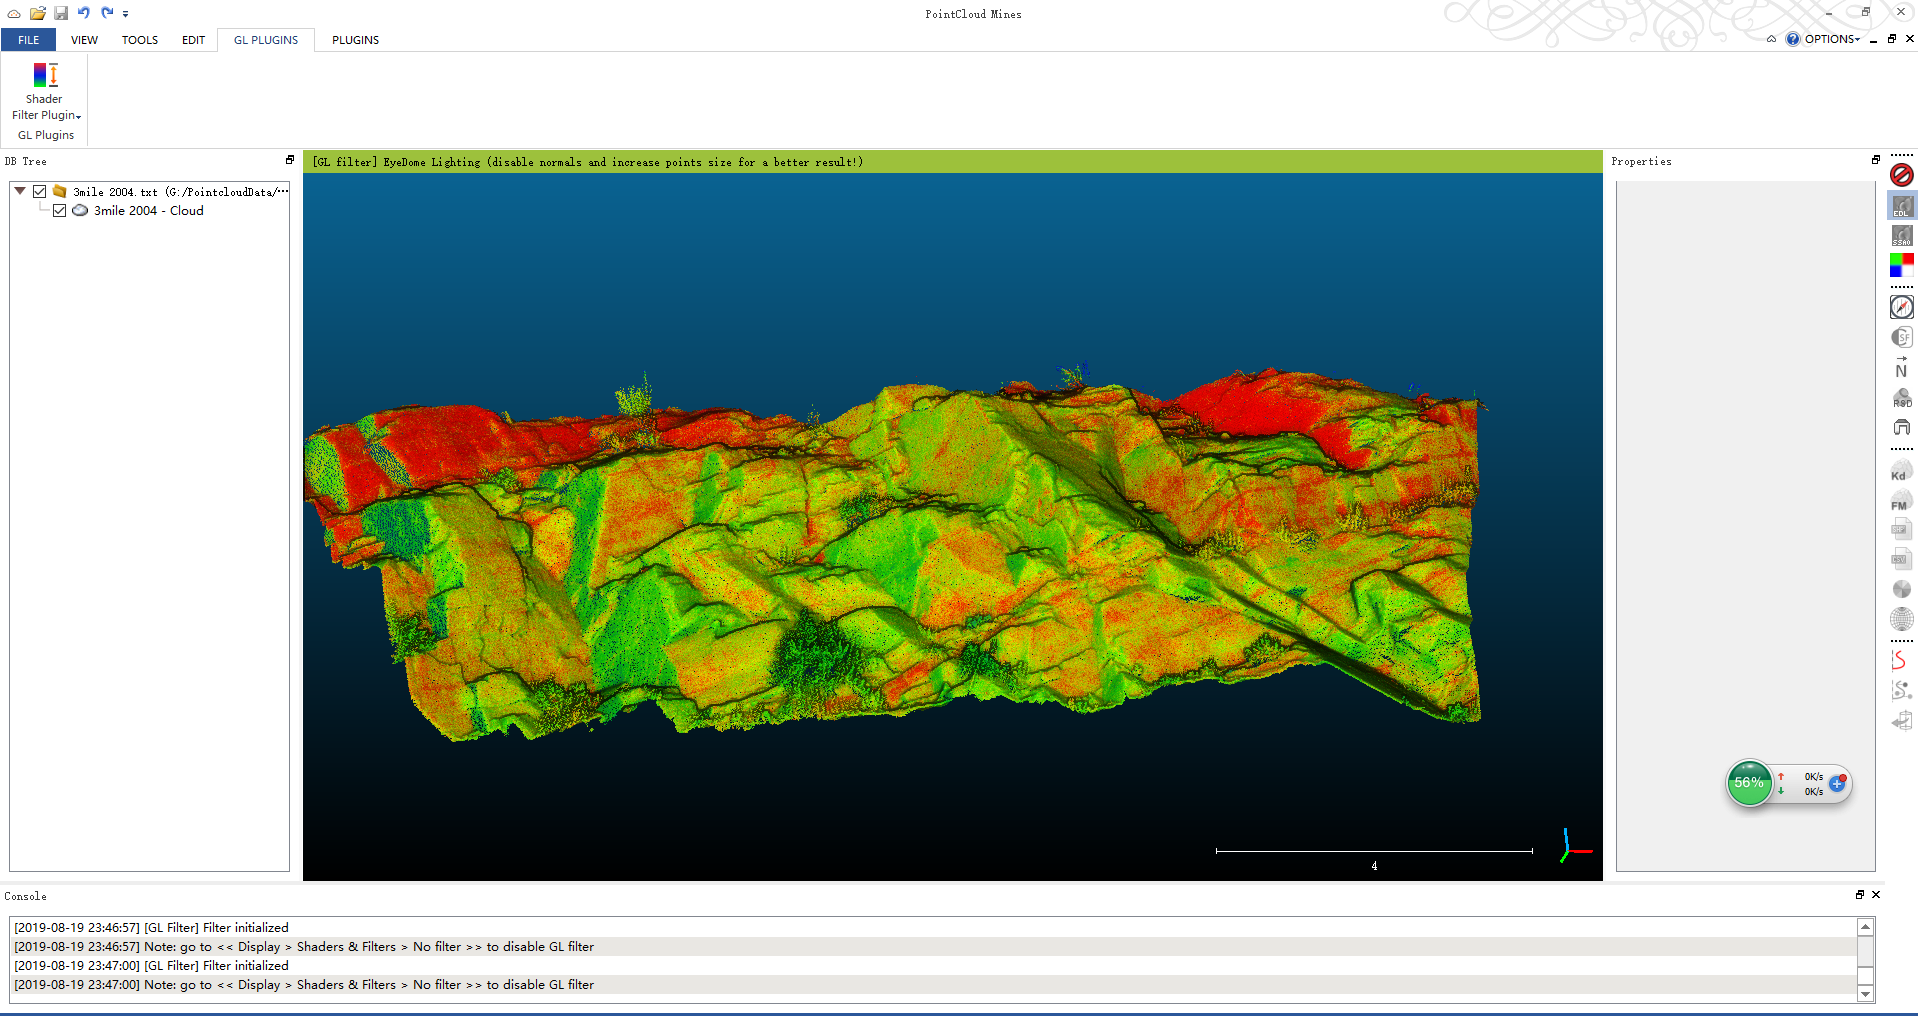 PointCloud Mines
FILE VIEW TOOLS EDIT GL PLUGINS PLUGINS
OPTIONS
Shader
Filter Plugin
GL Plugins
DB Tree
3mile 2004.txt (G:/PointcloudData/···
3mile 2004 - Cloud
[GL filter] EyeDome Lighting (disable normals and increase points size for a better result!)
Properties
EDL
SSAO
SF
N
RSD
Kd
FM
CSV
56%
0K/s
0K/s
4
Console
[2019-08-19 23:46:57] [GL Filter] Filter initialized
[2019-08-19 23:46:57] Note: go to << Display > Shaders & Filters > No filter >> to disable GL filter
[2019-08-19 23:47:00] [GL Filter] Filter initialized
[2019-08-19 23:47:00] Note: go to << Display > Shaders & Filters > No filter >> to disable GL filter